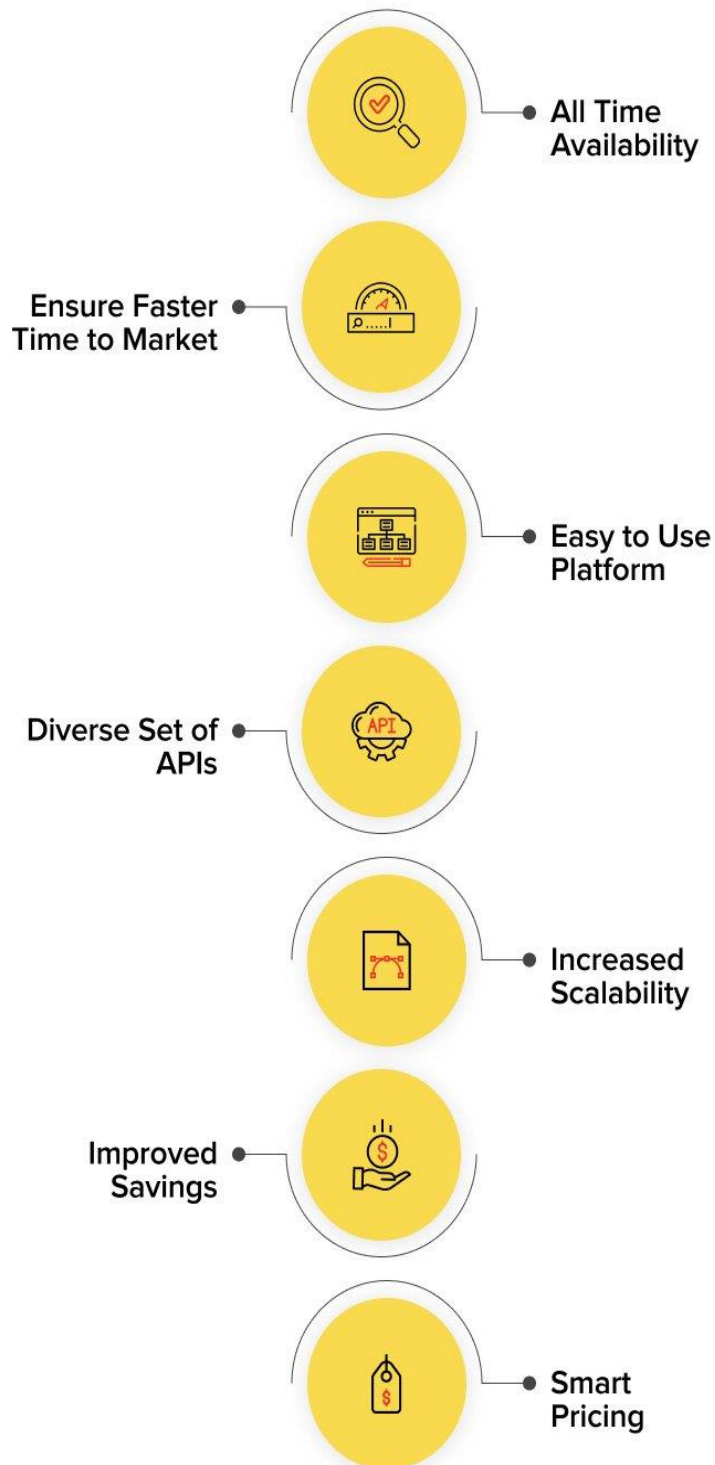 All Time
Availability
Ensure Faster
Time to Market
Easy to Use
Platform
Diverse Set of
APIs
API
Increased
Scalability
Improved
Savings
$
Smart
Pricing
$